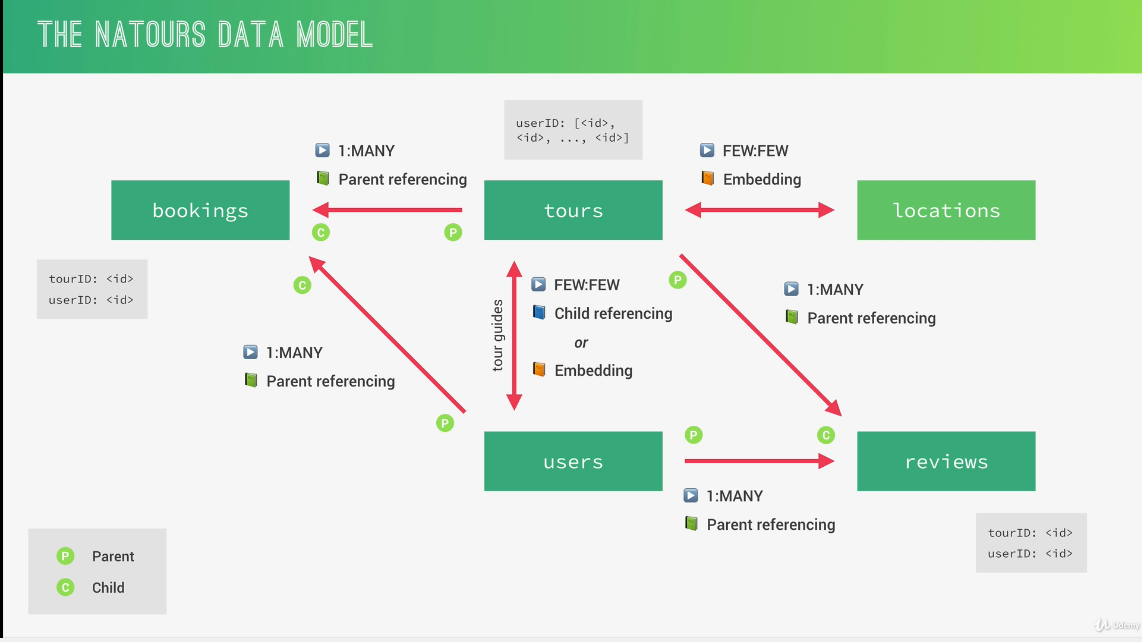 THE NATOURS DATA MODEL
userID: [<id>,
<id>, ..., <id>]
1:MANY
Parent referencing
FEW:FEW
Embedding
bookings
tours
locations
C
P
tourID: <id>
userID: <id>
C
1:MANY
Parent referencing
P
tour guides
FEW:FEW
Child referencing
or
Embedding
P
1:MANY
Parent referencing
users
P
C
reviews
1:MANY
Parent referencing
tourID: <id>
userID: <id>
P Parent
C Child
Udemy